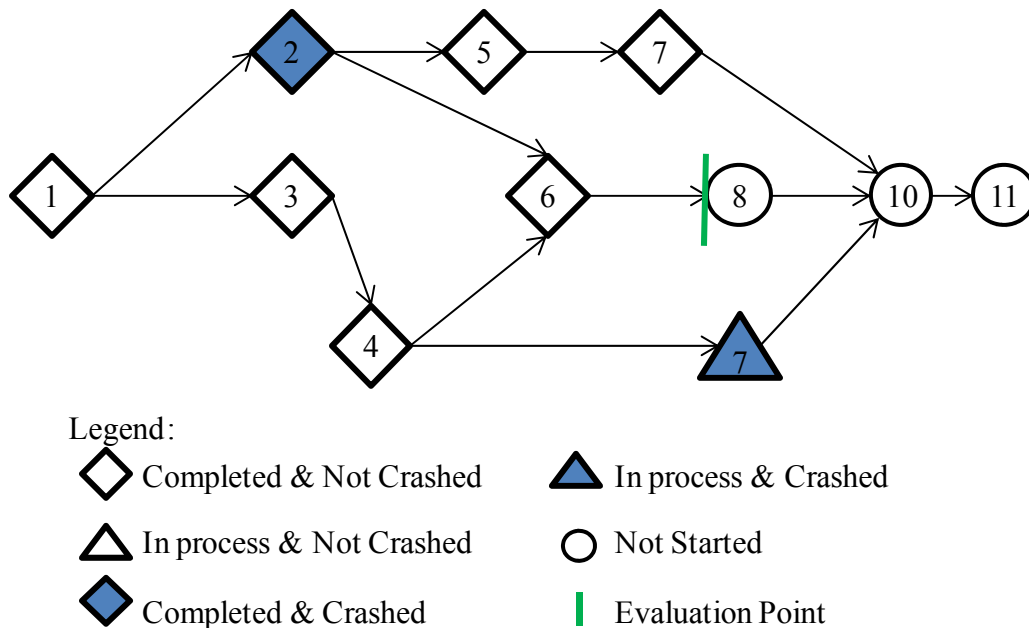 2 5 7
1 3 6 8 10 11
4 7
Legend:
Completed & Not Crashed In process & Crashed
In process & Not Crashed Not Started
Completed & Crashed Evaluation Point